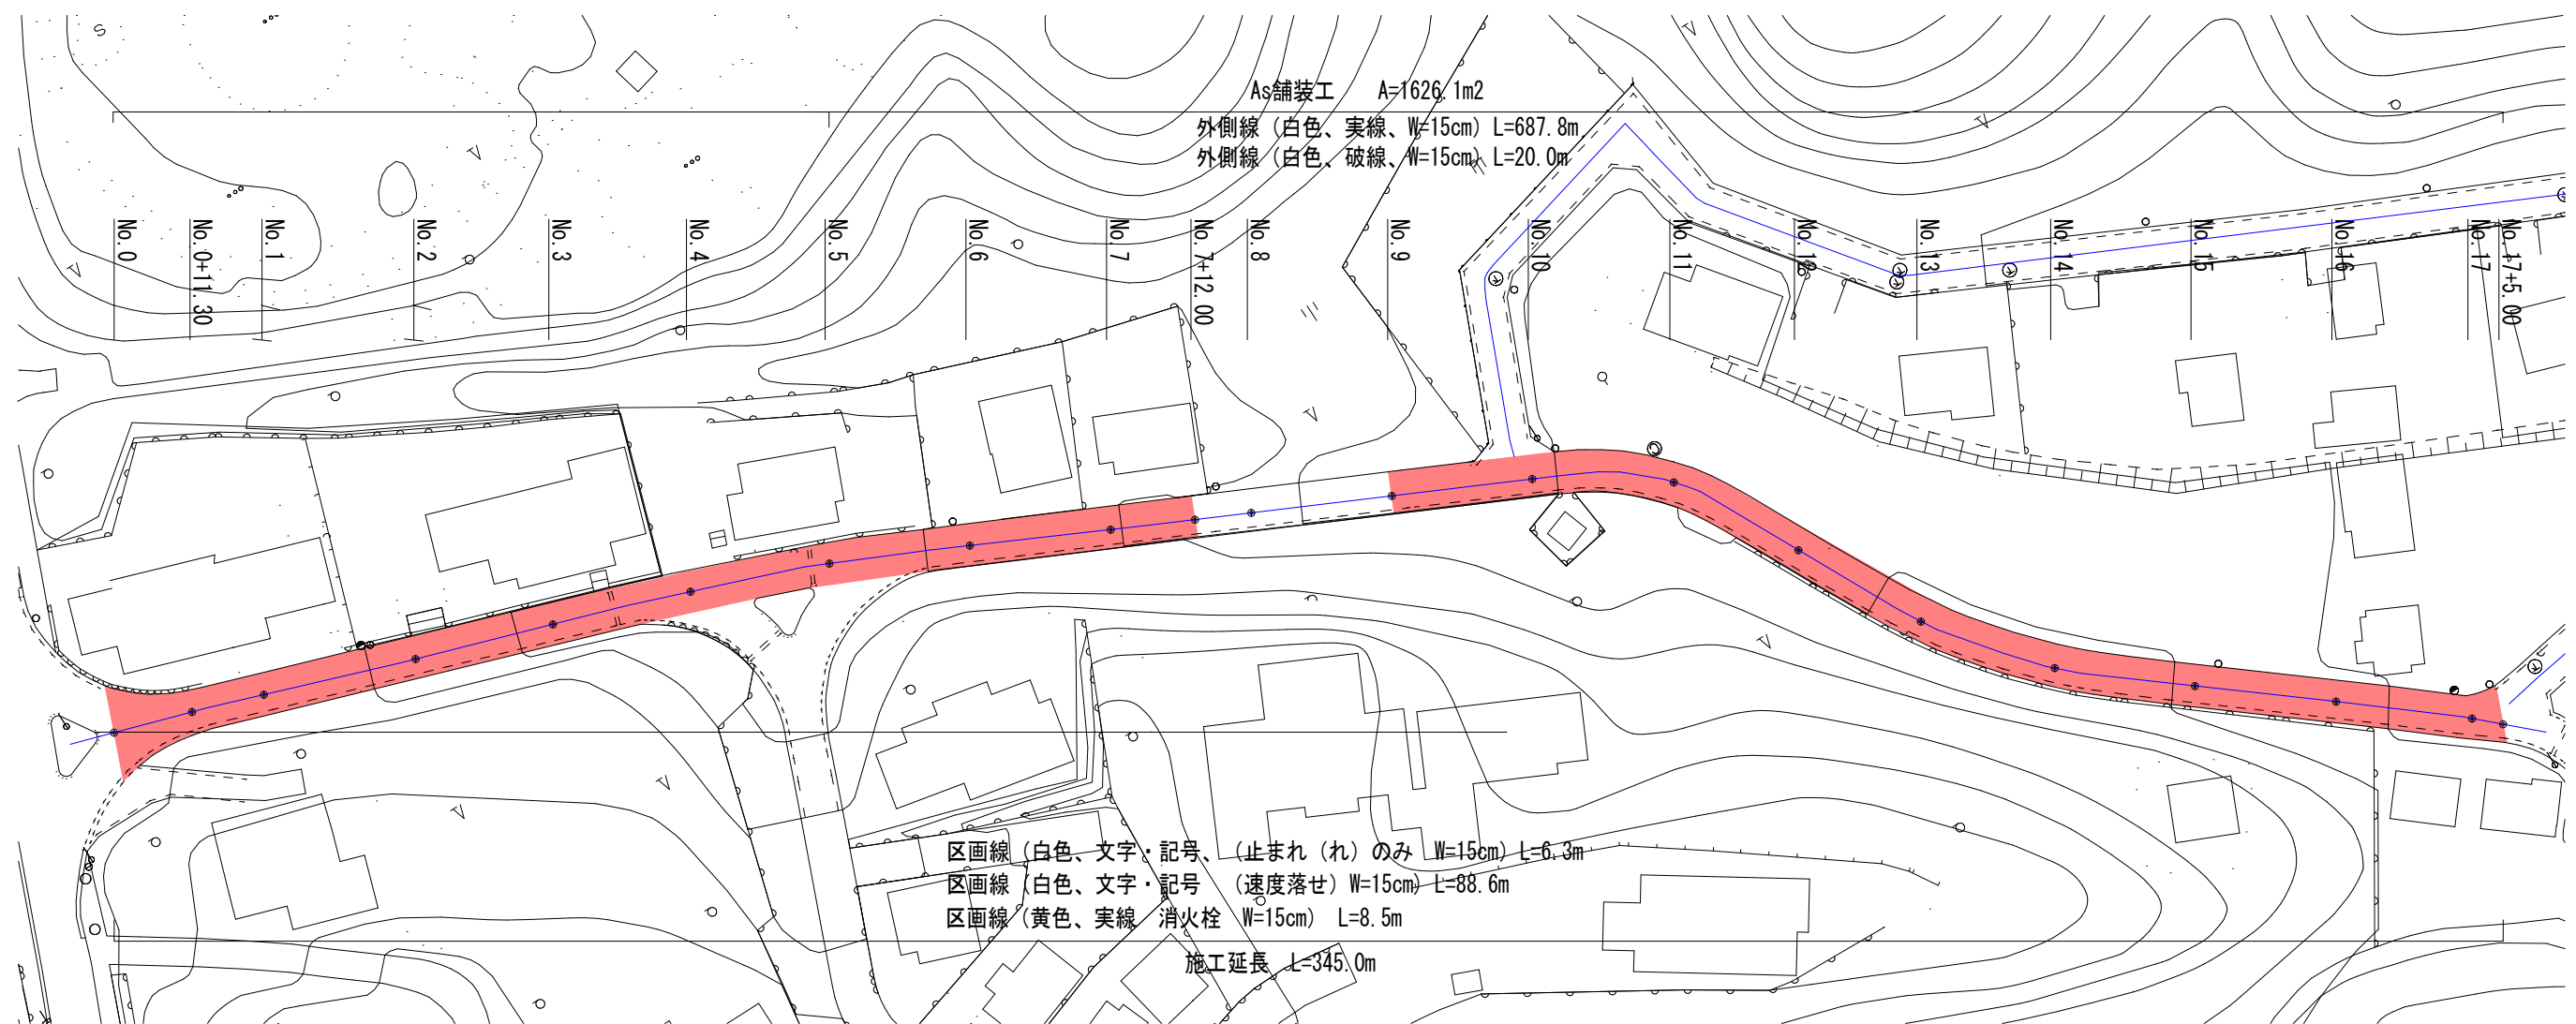 As舗装工　　A=1626.1m2
外側線（白色、実線、W=15cm）L=687.8m
外側線（白色、破線、W=15cm）L=20.0m
No.0
No.0+11.30
No.1
No.2
No.3
No.4
No.5
No.6
No.7
No.7+12.00
No.8
No.9
No.10
No.11
No.12
No.13
No.14
No.15
No.16
No.17
No.17+5.00
区画線（白色、文字・記号、（止まれ（れ）のみ　W=15cm）L=6.3m
区画線（白色、文字・記号　（速度落せ）W=15cm）L=88.6m
区画線（黄色、実線　消火栓　W=15cm）　L=8.5m
施工延長　L=345.0m